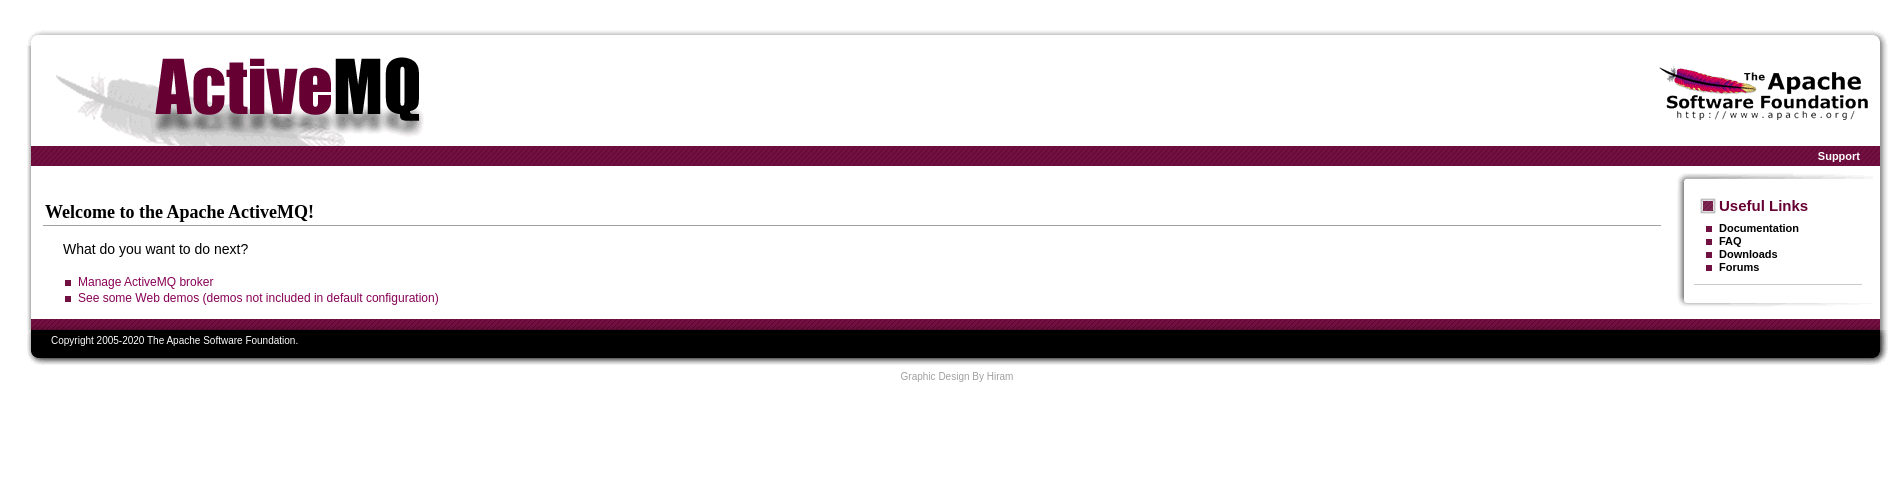 ActiveMQ
The Apache
Software Foundation
http://www.apache.org/
Support
Welcome to the Apache ActiveMQ!
What do you want to do next?
Manage ActiveMQ broker
See some Web demos (demos not included in default configuration)
Useful Links
Documentation
FAQ
Downloads
Forums
Copyright 2005-2020 The Apache Software Foundation.
Graphic Design By Hiram